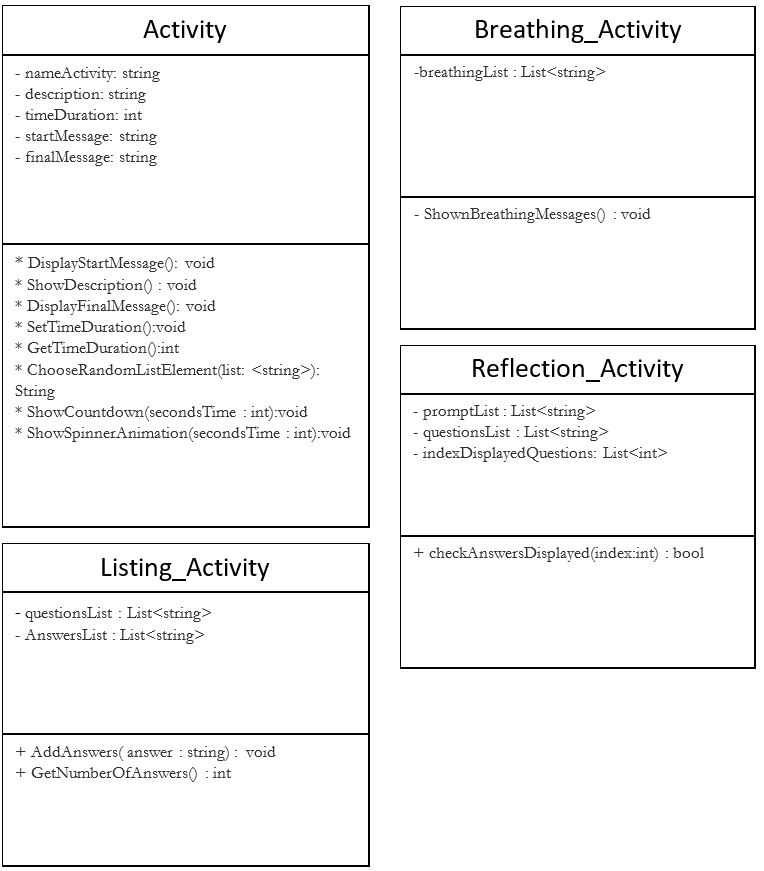 Activity
- nameActivity: string
- description: string
- timeDuration: int
- startMessage: string
- finalMessage: string
* DisplayStartMessage(): void
* ShowDescription() : void
* DisplayFinalMessage(): void
* SetTimeDuration():void
* GetTimeDuration():int
* ChooseRandomListElement(list: <string>):
String
* ShowCountdown(secondsTime : int):void
* ShowSpinnerAnimation(secondsTime : int):void
Listing_Activity
- questionsList : List<string>
- AnswersList : List<string>
+ AddAnswers( answer : string) : void
+ GetNumberOfAnswers() : int
Breathing_Activity
-breathingList : List<string>
- ShownBreathingMessages() : void
Reflection_Activity
- promptList : List<string>
- questionsList : List<string>
- indexDisplayedQuestions: List<int>
+ checkAnswersDisplayed(index:int) : bool